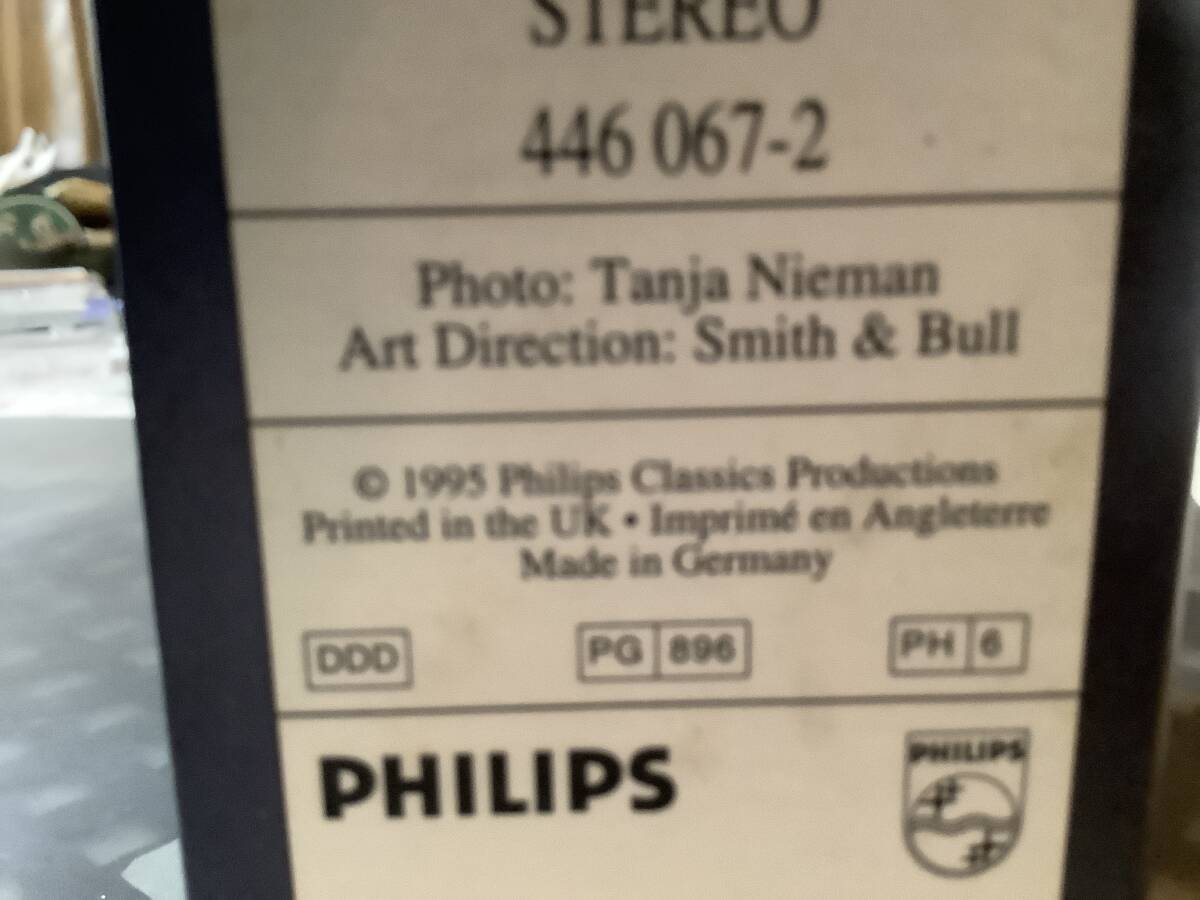 STEREO
446 067-2
Photo: Tanja Nieman
Art Direction: Smith & Bull
© 1995 Philips Classics Productions
Printed in the UK • Imprimé en Angleterre
Made in Germany
DDD PG 896 PH 6
PHILIPS PHILIPS